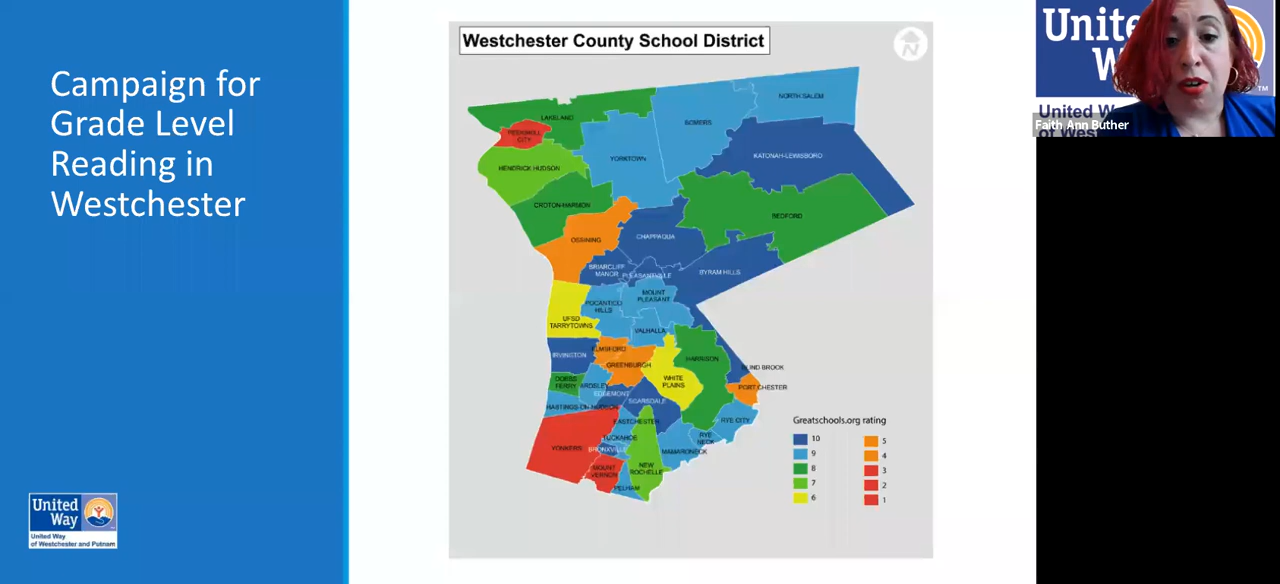 Campaign for
Grade Level
Reading in
Westchester
United
Way
United Way
of Westchester and Putnam
Westchester County School District
N
LAKELAND
PEEKSKILL
CITY
HENDRICK HUDSON
YORKTOWN
SOMERS
NORTH SALEM
KATONAH-LEWISBORO
CROTON-HARMON
BEDFORD
OSSINING
CHAPPAQUA
BRIARCLIFF
MANOR
PLEASANTVILLE
BYRAM HILLS
MOUNT
PLEASANT
POCANTICO
HILLS
UFSD
TARRYTOWNS
VALHALLA
IRVINGTON
ELMSFORD
GREENBURGH
HARRISON
WHITE
PLAINS
BLIND BROOK
PORT CHESTER
DOBBS
FERRY
ARDSLEY
EDGEMONT
SCARSDALE
HASTINGS-ON-HUDSON
EASTCHESTER
RYE CITY
RYE
NECK
MAMARONECK
TUCKAHOE
YONKERS
BRONXVILLE
MOUNT
VERNON
NEW
ROCHELLE
PELHAM
Greatschools.org rating
10
9
8
7
6
5
4
3
2
1
Unite
W
TM
United W
of West
Faith Ann Buther